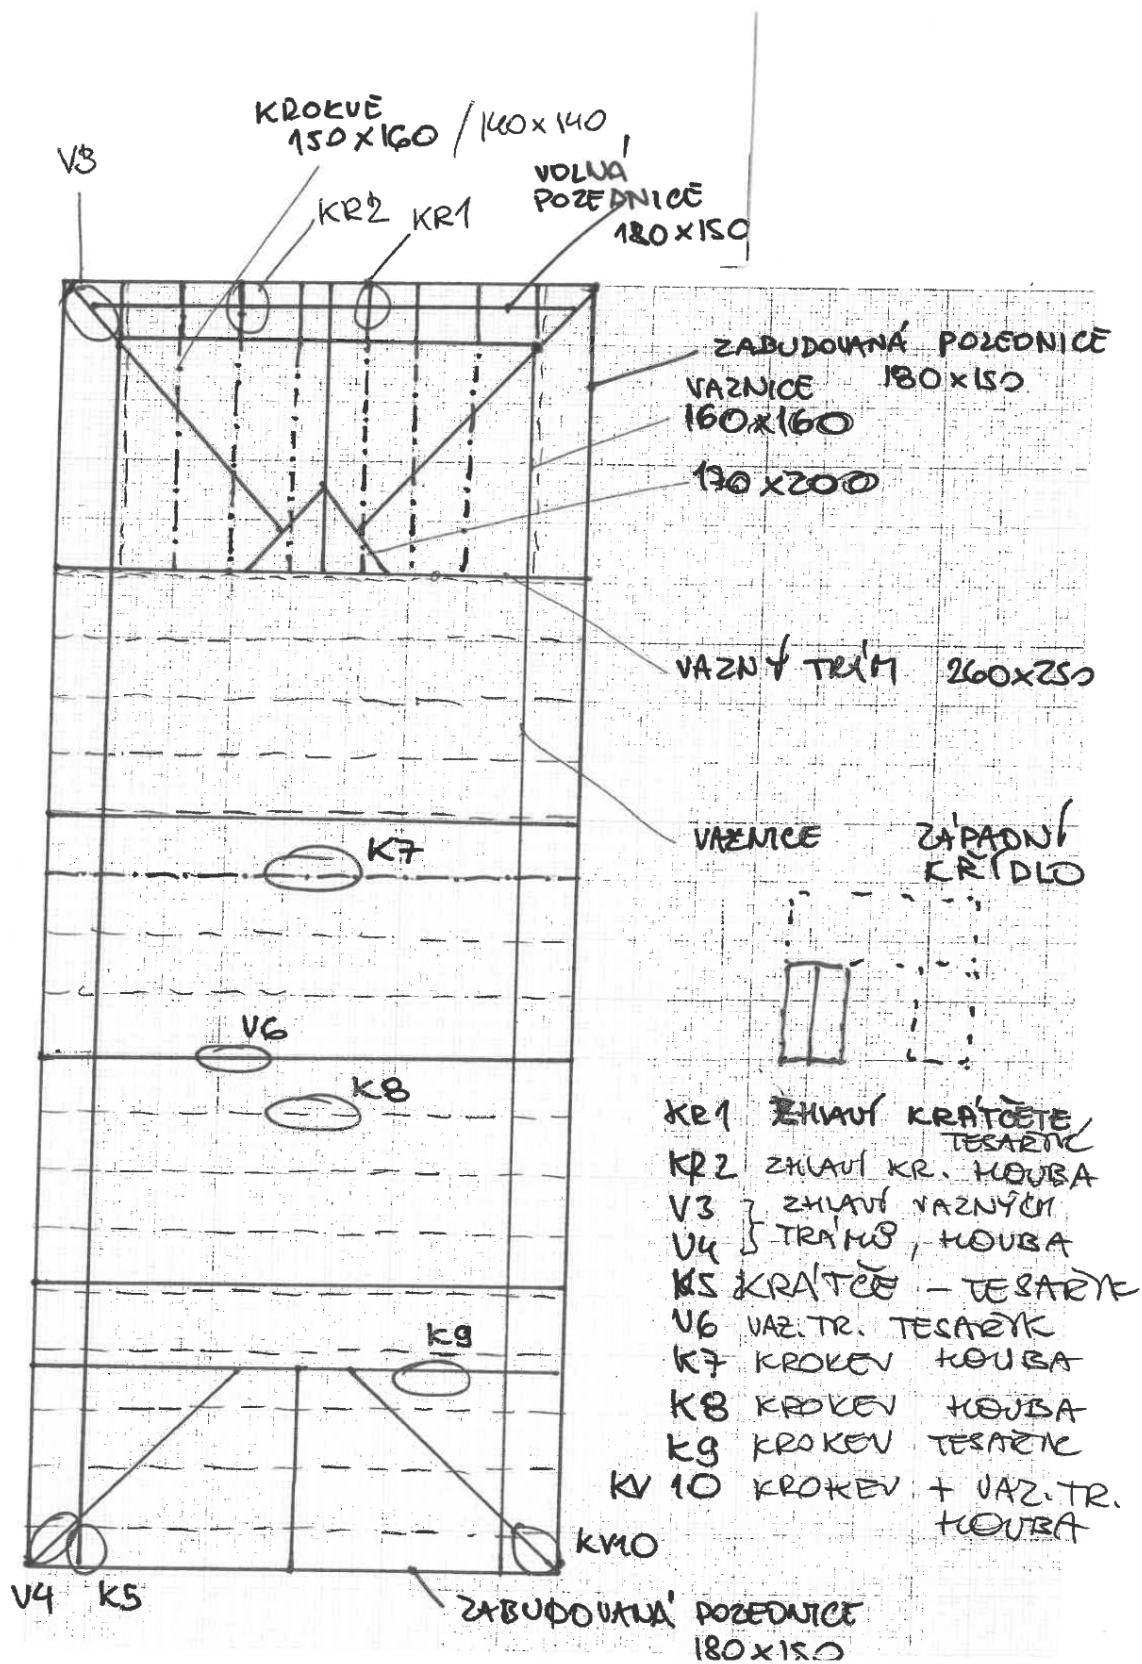 KROKVE
150x160 / 140x140
V3
VOLNÁ
POZEDNICE
180x150
KR2
KR1
ZABUDOVANÁ POZEDNICE
180x150
VAZNICE
160x160
170x200
VAZNÝ TRÁM 260x250
VAZNICE
ZÁPADNÍ
KŘÍDLO
K7
V6
K8
K9
KR1 ZHLAVÍ KRÁTČETE
TESAŘÍK
KR2 ZHLAVÍ KR. HOUBA
V3 } ZHLAVÍ VAZNÝCH
V4 } TRÁMŮ, HOUBA
K5 KRÁTČE - TESAŘÍK
V6 VAZ.TR. TESAŘÍK
K7 KROKEV HOUBA
K8 KROKEV HOUBA
K9 KROKEV TESAŘÍK
KV 10 KROKEV + VAZ.TR.
HOUBA
KV10
V4 K5
ZABUDOVANÁ POZEDNICE
180x150